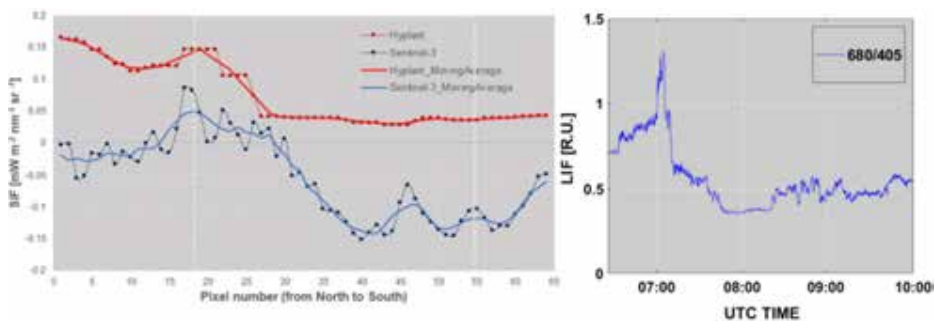 0.2
0.15
0.1
0.05
0
-0.05
-0.1
-0.15
-0.2
SIF [mW m⁻² nm⁻¹ sr⁻¹]
0 5 10 15 20 25 30 35 40 45 50 55 60 65
Pixel number (from North to South)
Hyplant
Sentinel-3
Hyplant_MovingAverage
Sentinel-3_MovingAverage
1.5
1
0.5
0
LIF [R.U.]
680/405
07:00 08:00 09:00 10:00
UTC TIME